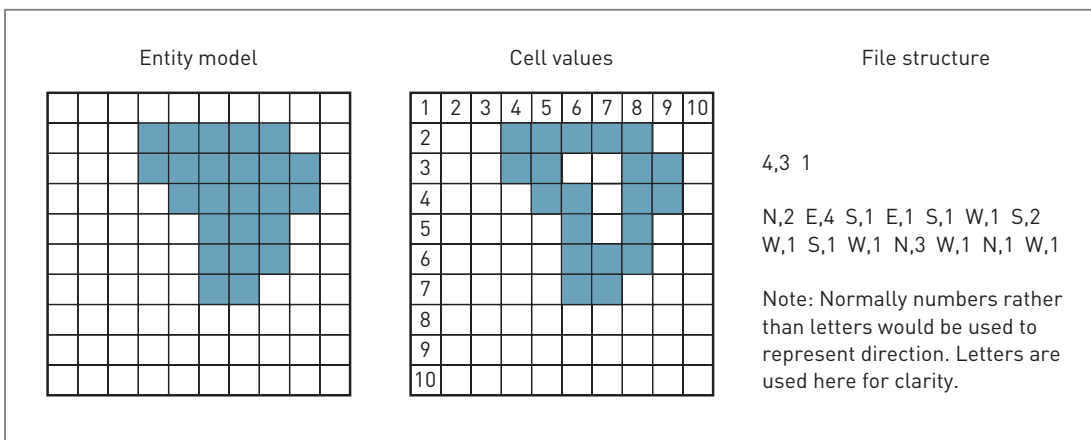 Entity model
Cell values
File structure
1 2 3 4 5 6 7 8 9 10
2
3
4
5
6
7
8
9
10
4,3 1
N,2 E,4 S,1 E,1 S,1 W,1 S,2
W,1 S,1 W,1 N,3 W,1 N,1 W,1
Note: Normally numbers rather
than letters would be used to
represent direction. Letters are
used here for clarity.